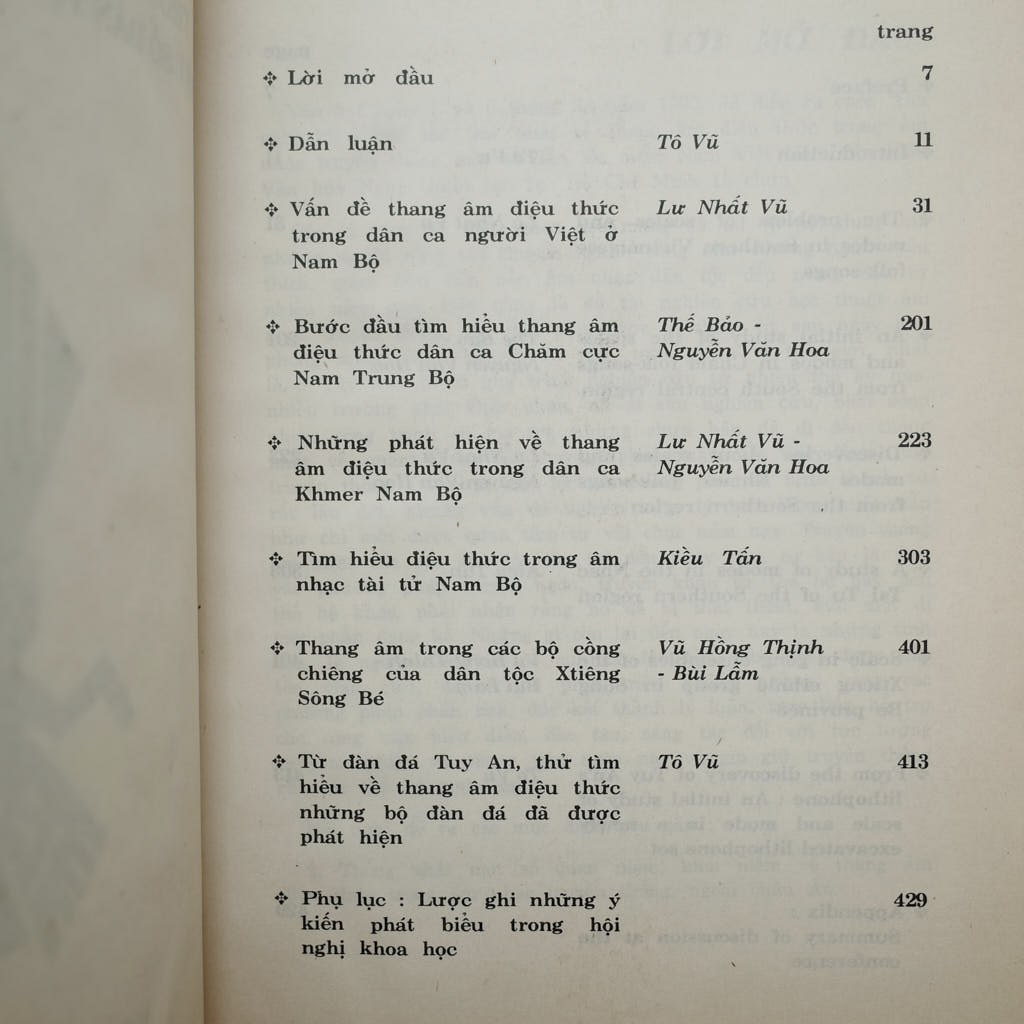 trang
✣ Lời mở đầu 7
✣ Dẫn luận Tô Vũ 11
✣ Vấn đề thang âm điệu thức Lư Nhất Vũ 31
trong dân ca người Việt ở
Nam Bộ
✣ Bước đầu tìm hiểu thang âm Thế Bảo - 201
điệu thức dân ca Chăm cực Nguyễn Văn Hoa
Nam Trung Bộ
✣ Những phát hiện về thang Lư Nhất Vũ - 223
âm điệu thức trong dân ca Nguyễn Văn Hoa
Khmer Nam Bộ
✣ Tìm hiểu điệu thức trong âm Kiều Tấn 303
nhạc tài tử Nam Bộ
✣ Thang âm trong các bộ cồng Vũ Hồng Thịnh 401
chiêng của dân tộc Xtiêng - Bùi Lẫm
Sông Bé
✣ Từ đàn đá Tuy An, thử tìm Tô Vũ 413
hiểu về thang âm điệu thức
những bộ đàn đá đã được
phát hiện
✣ Phụ lục : Lược ghi những ý 429
kiến phát biểu trong hội
nghị khoa học